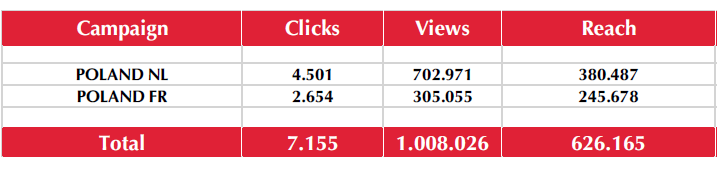 Campaign Clicks Views Reach
POLAND NL 4.501 702.971 380.487
POLAND FR 2.654 305.055 245.678
Total 7.155 1.008.026 626.165